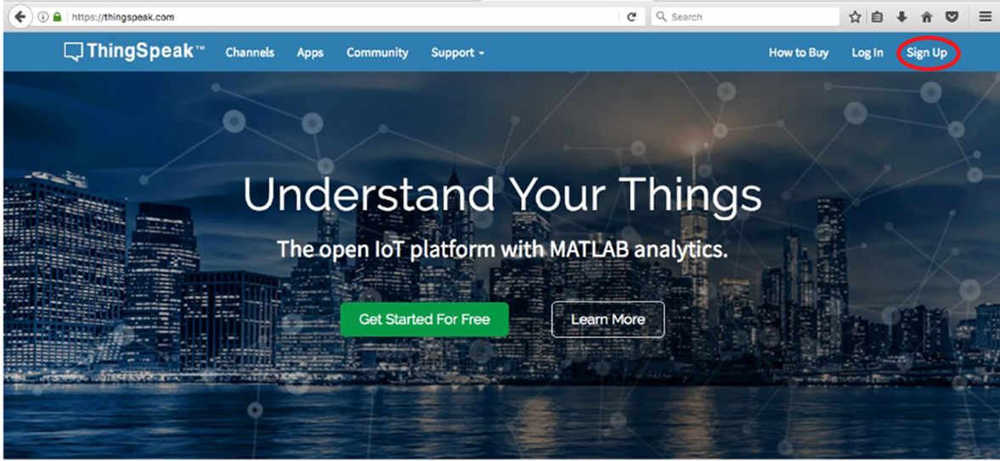 https://thingspeak.com Search
ThingSpeak™ Channels Apps Community Support How to Buy Log In Sign Up
Understand Your Things
The open IoT platform with MATLAB analytics.
Get Started For Free Learn More